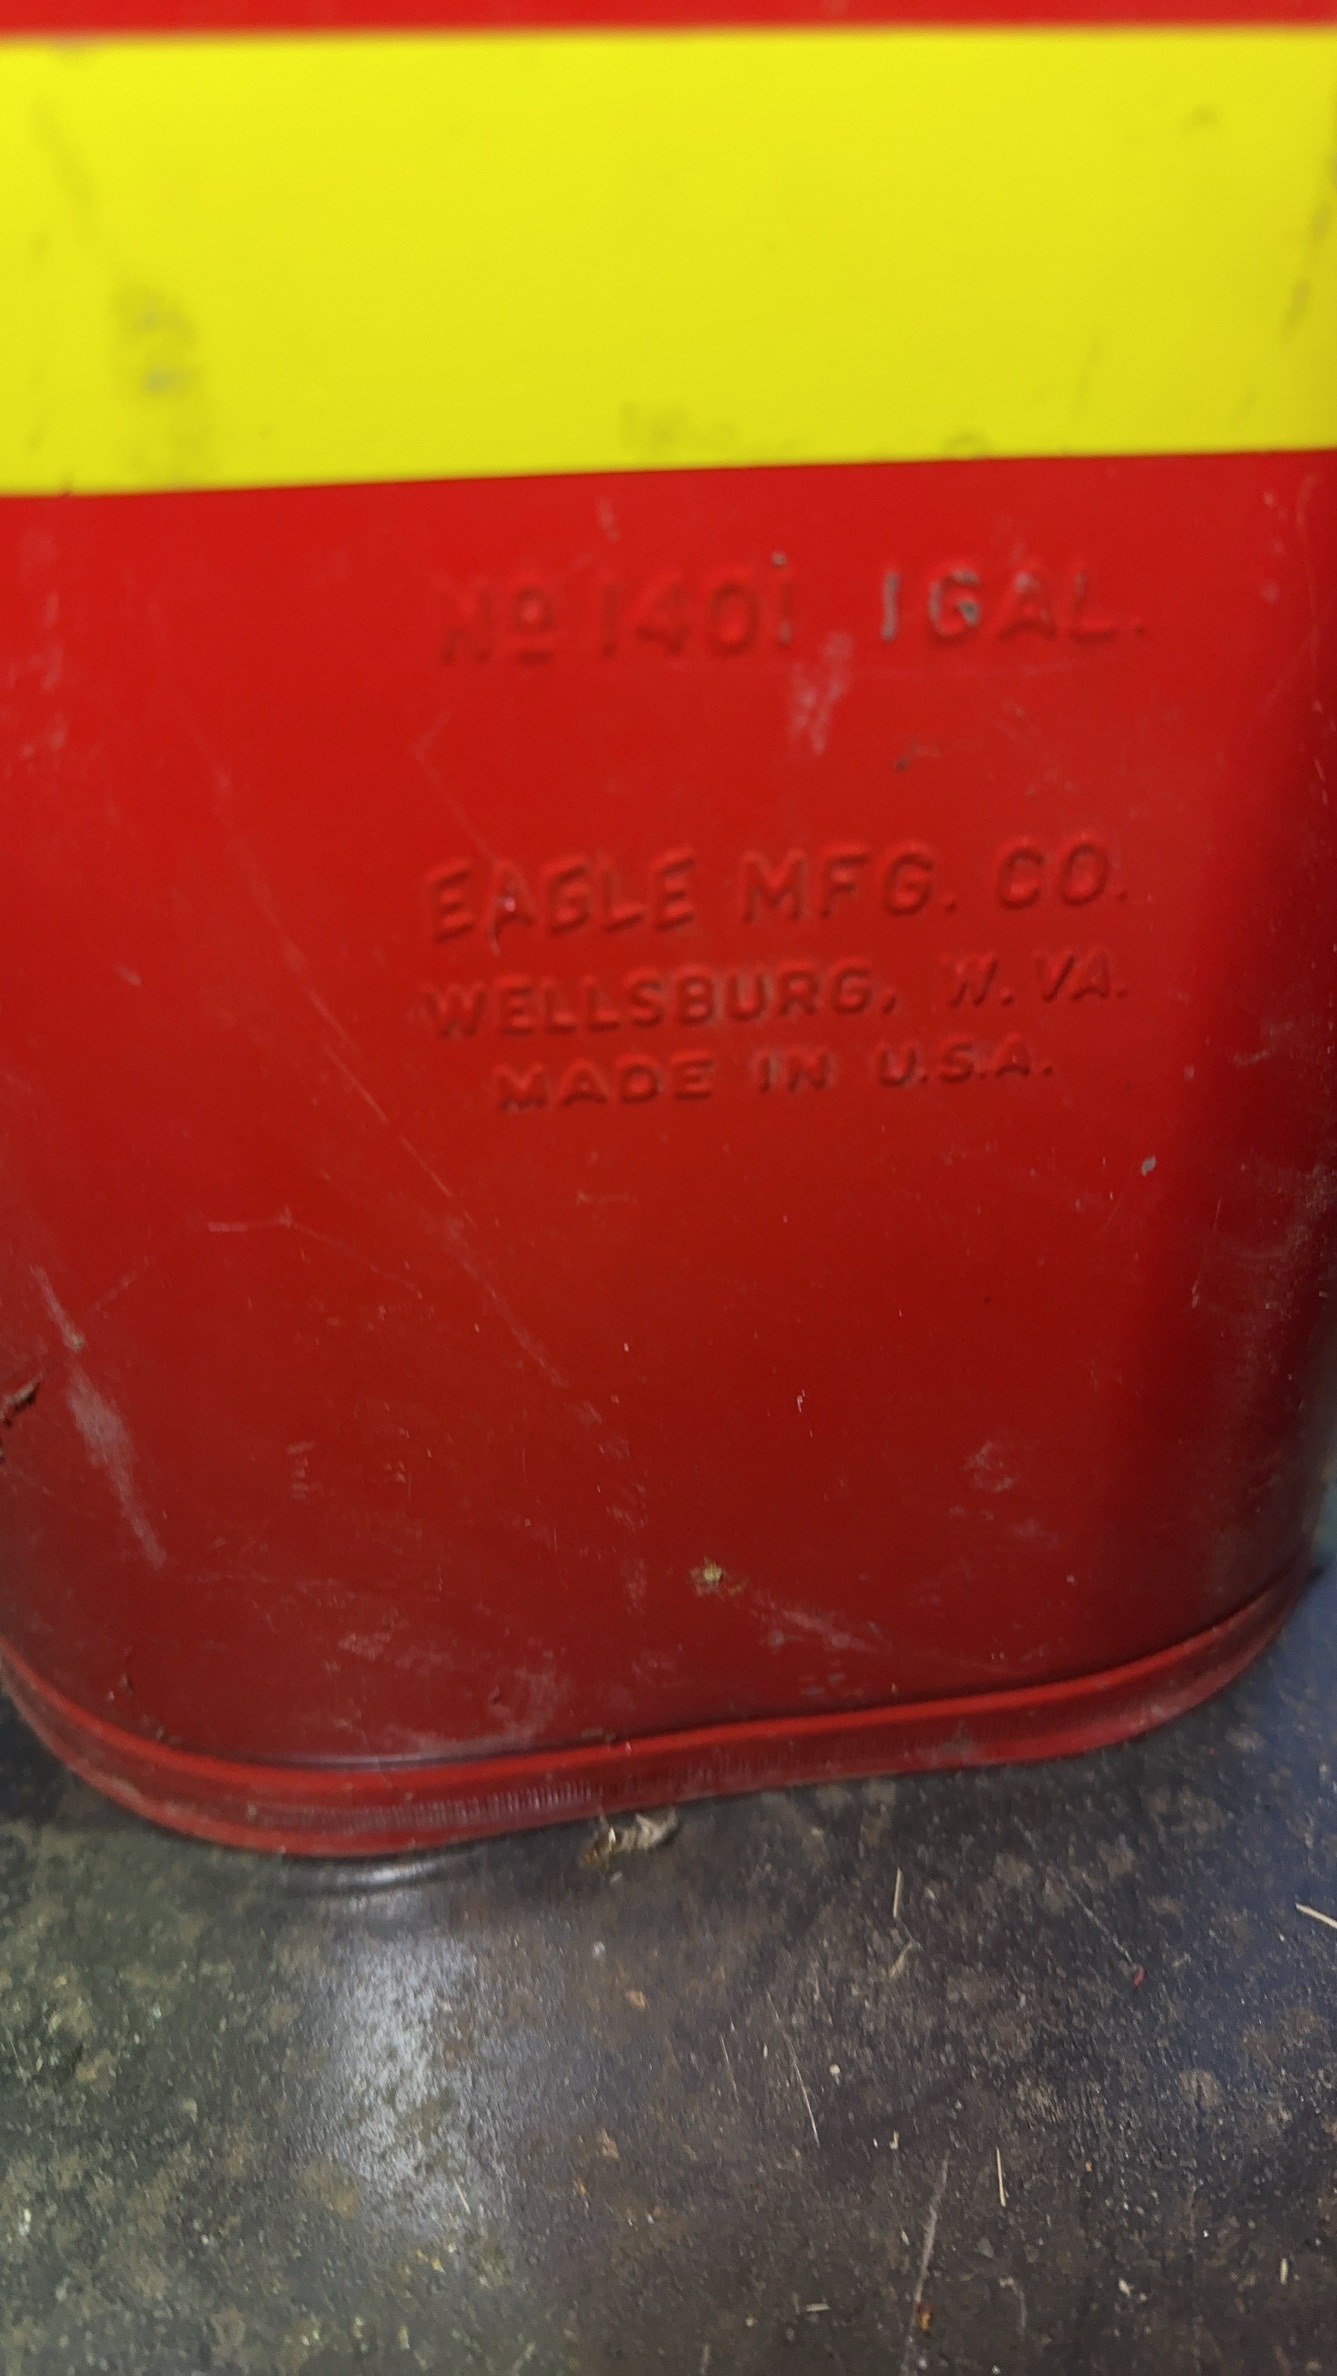 Nº 1401 1 GAL.
EAGLE MFG. CO.
WELLSBURG, W. VA.
MADE IN U.S.A.